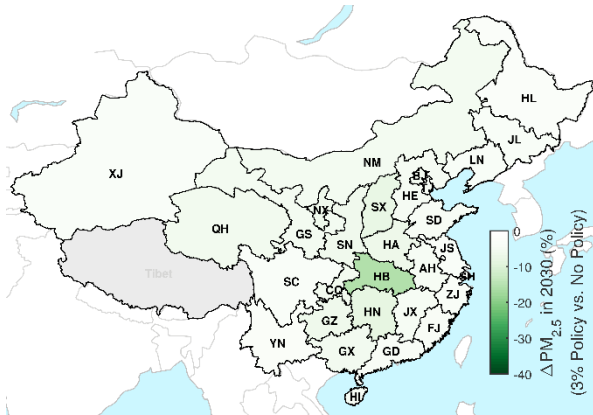 HL
JL
NM
LN
XJ
BJ
TJ
HE
NX
SX
SD
QH
GS
SN
HA
JS
Tibet
HB
AH
SH
SC
CQ
ZJ
HN
JX
GZ
FJ
YN
GX
GD
HI
0
-10
-20
-30
-40
ΔPM2.5 in 2030 (%)
(3% Policy vs. No Policy)